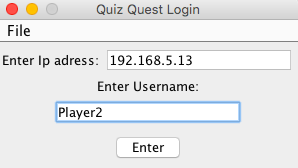 Quiz Quest Login
File
Enter Ip adress: 192.168.5.13
Enter Username:
Player2
Enter